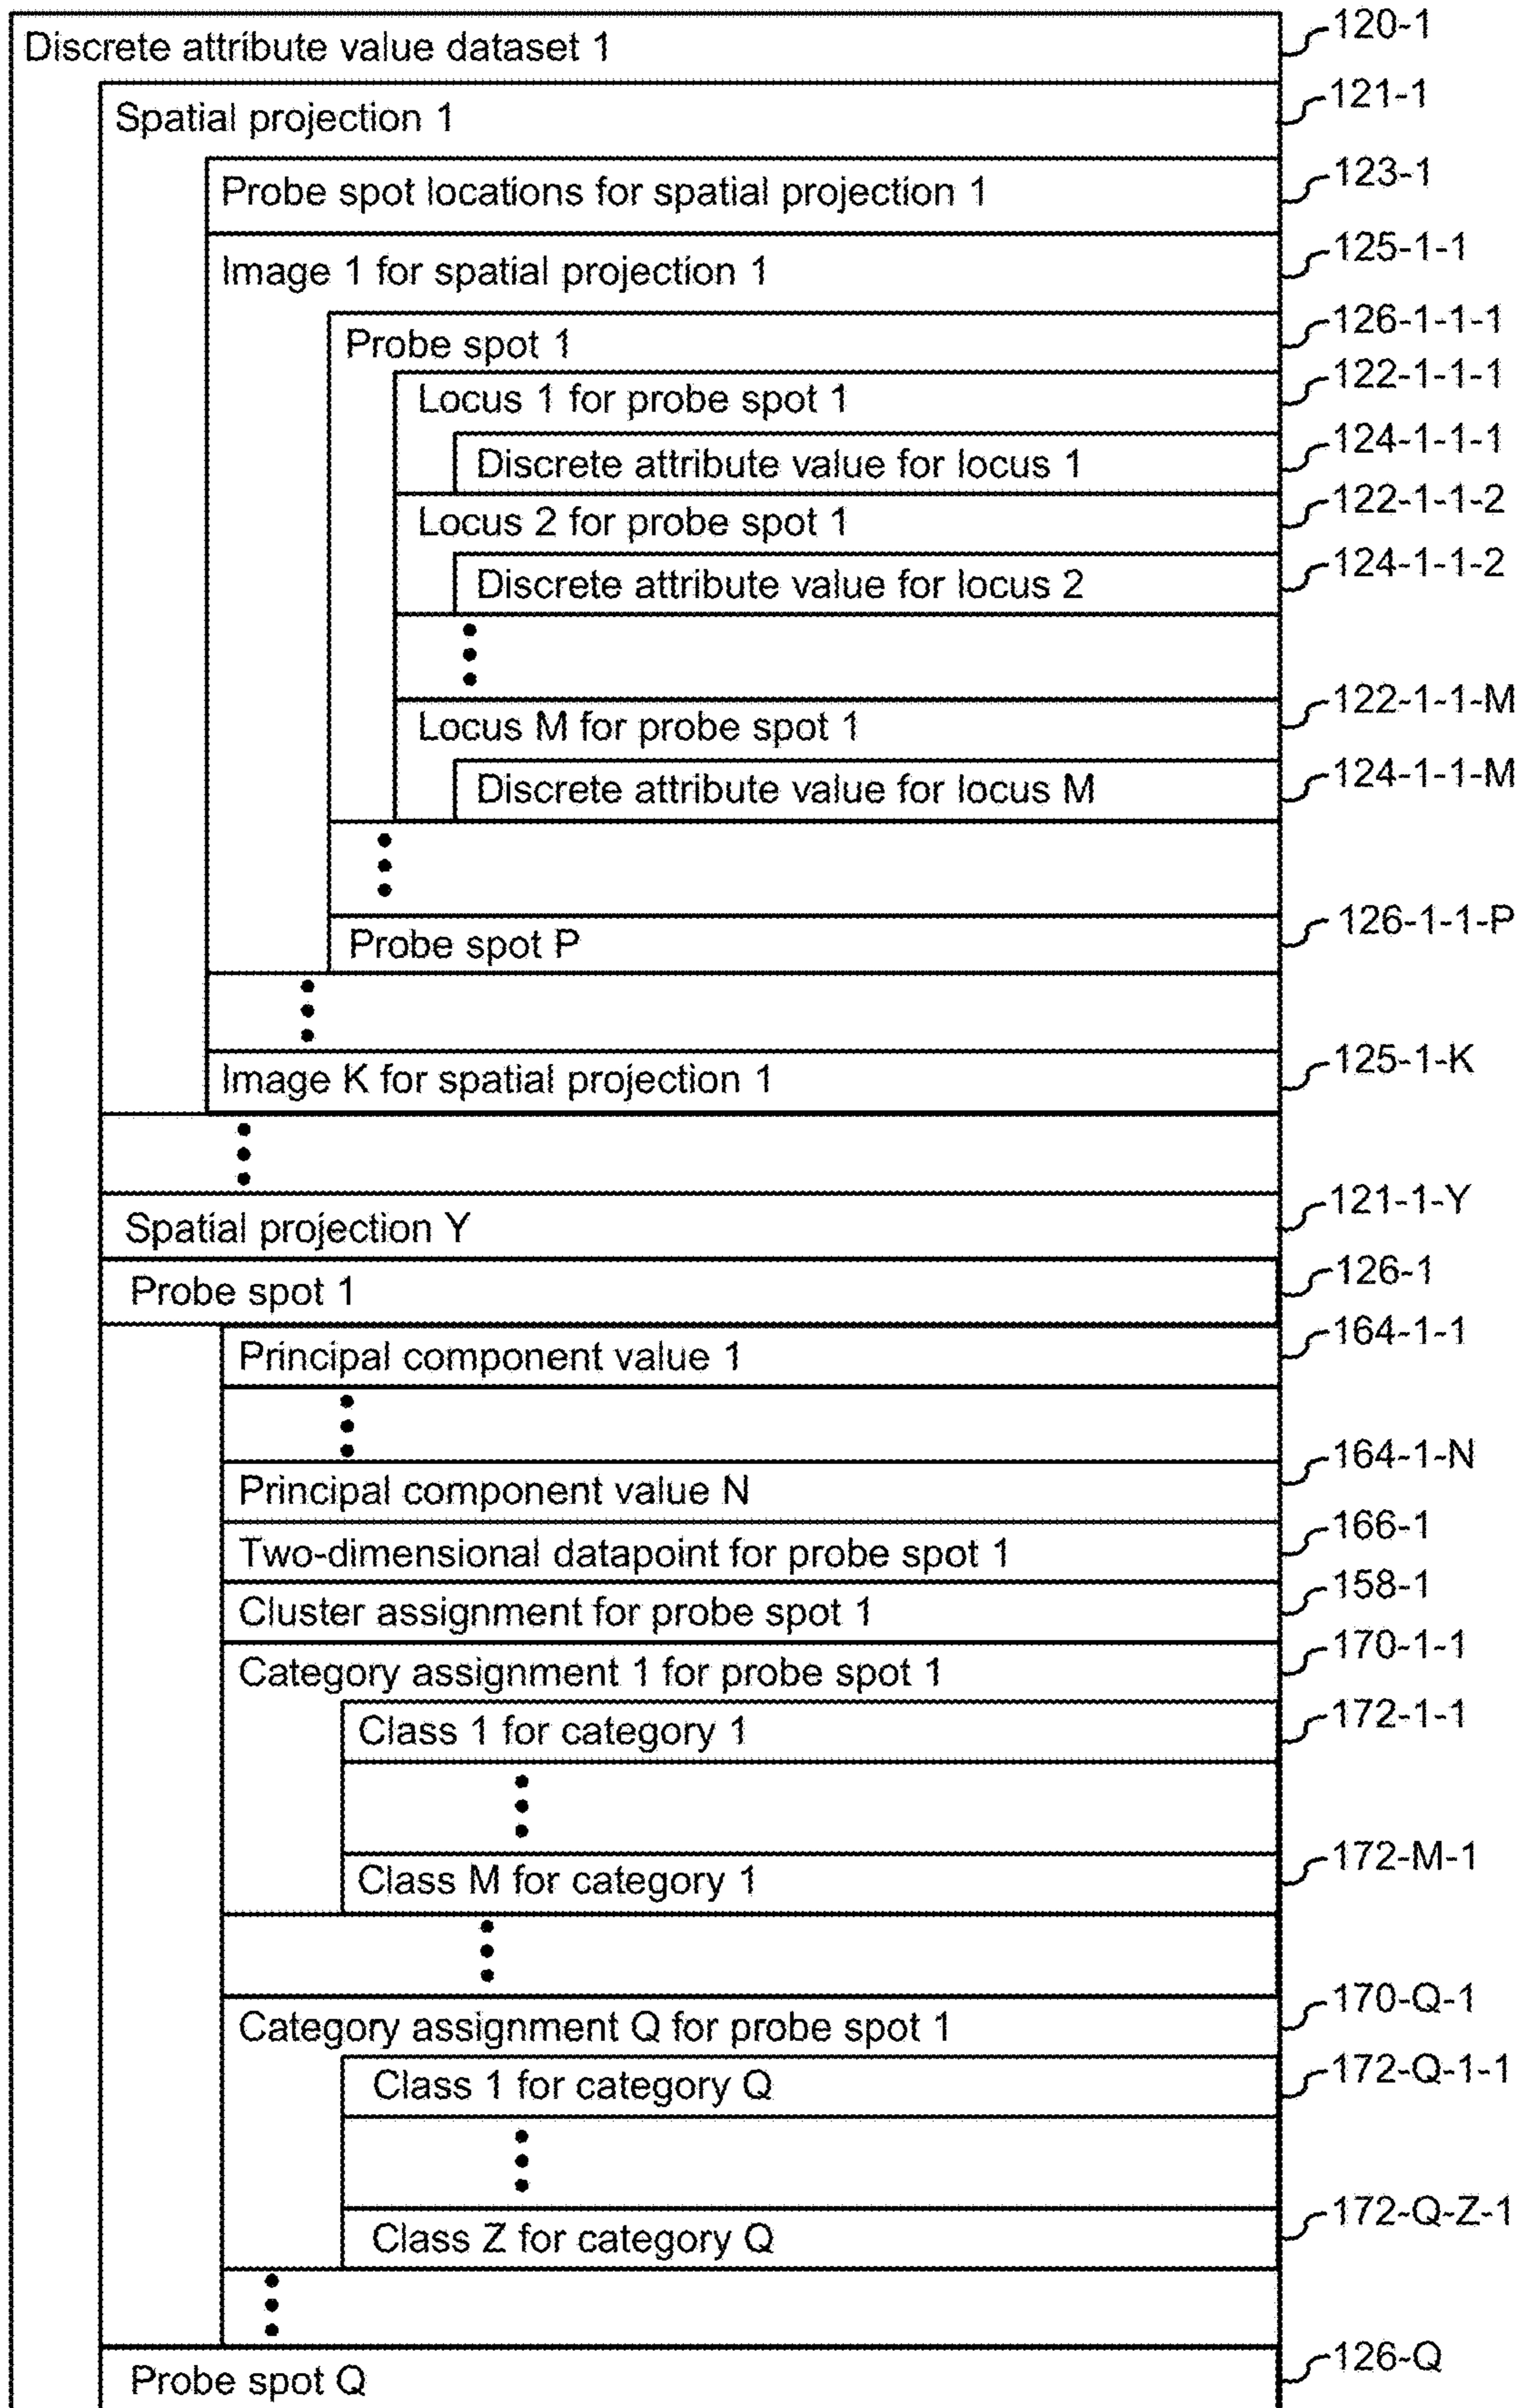 Discrete attribute value dataset 1 120-1
Spatial projection 1 121-1
Probe spot locations for spatial projection 1 123-1
Image 1 for spatial projection 1 125-1-1
Probe spot 1 126-1-1-1
Locus 1 for probe spot 1 122-1-1-1
Discrete attribute value for locus 1 124-1-1-1
Locus 2 for probe spot 1 122-1-1-2
Discrete attribute value for locus 2 124-1-1-2
Locus M for probe spot 1 122-1-1-M
Discrete attribute value for locus M 124-1-1-M
Probe spot P 126-1-1-P
Image K for spatial projection 1 125-1-K
Spatial projection Y 121-1-Y
Probe spot 1 126-1
Principal component value 1 164-1-1
Principal component value N 164-1-N
Two-dimensional datapoint for probe spot 1 166-1
Cluster assignment for probe spot 1 158-1
Category assignment 1 for probe spot 1 170-1-1
Class 1 for category 1 172-1-1
Class M for category 1 172-M-1
Category assignment Q for probe spot 1 170-Q-1
Class 1 for category Q 172-Q-1-1
Class Z for category Q 172-Q-Z-1
Probe spot Q 126-Q